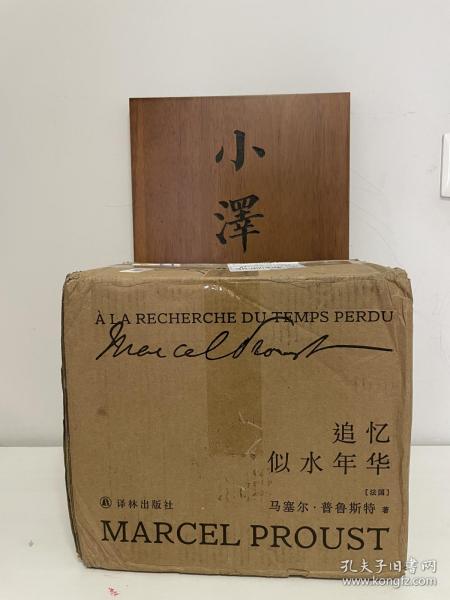 小
澤
À LA RECHERCHE DU TEMPS PERDU
Marcel Proust
追忆
似水年华
[法国]
马塞尔·普鲁斯特 著
译林出版社
MARCEL PROUST
孔夫子旧书网
www.kongfz.com